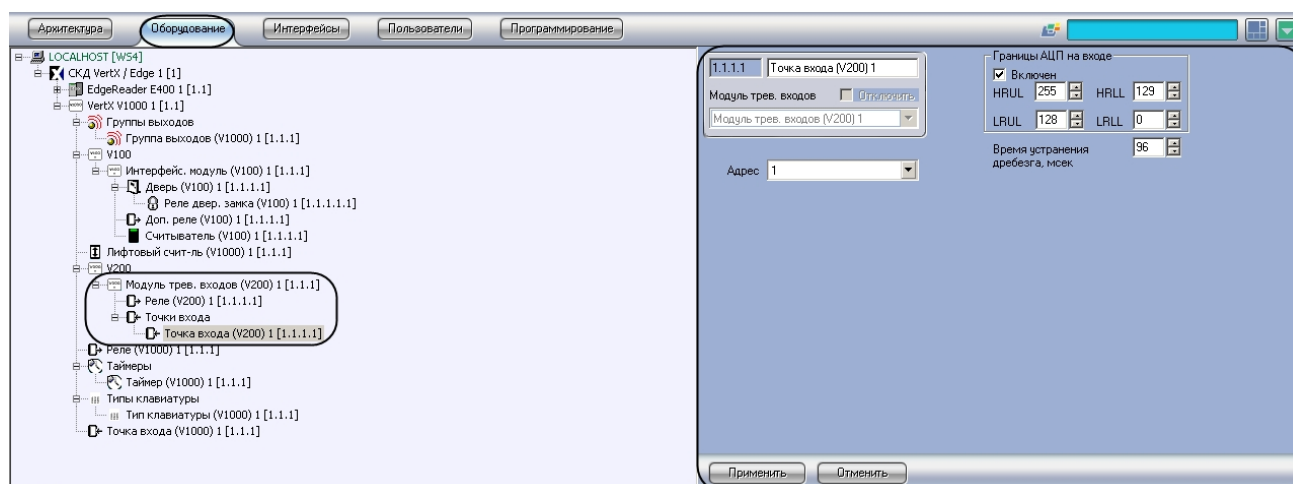 Архитектура Оборудование Интерфейсы Пользователи Программирование
LOCALHOST [WS4]
СКД VertX / Edge 1 [1]
EdgeReader E400 1 [1.1]
VertX V1000 1 [1.1]
Группы выходов
Группа выходов (V1000) 1 [1.1.1]
V100
Интерфейс. модуль (V100) 1 [1.1.1]
Дверь (V100) 1 [1.1.1.1]
Реле двер. замка (V100) 1 [1.1.1.1.1]
Доп. реле (V100) 1 [1.1.1.1]
Считыватель (V100) 1 [1.1.1.1]
Лифтовый счит-ль (V1000) 1 [1.1.1]
V200
Модуль трев. входов (V200) 1 [1.1.1]
Реле (V200) 1 [1.1.1.1]
Точки входа
Точка входа (V200) 1 [1.1.1.1]
Реле (V1000) 1 [1.1.1]
Таймеры
Таймер (V1000) 1 [1.1.1]
Типы клавиатуры
Тип клавиатуры (V1000) 1 [1.1.1]
Точка входа (V1000) 1 [1.1.1]
1.1.1.1 Точка входа (V200) 1
Модуль трев. входов Отключить
Модуль трев. входов (V200) 1
Адрес 1
Границы АЦП на входе
Включен
HRUL 255 HRLL 129
LRUL 128 LRLL 0
Время устранения 96
дребезга, мсек
Применить Отменить